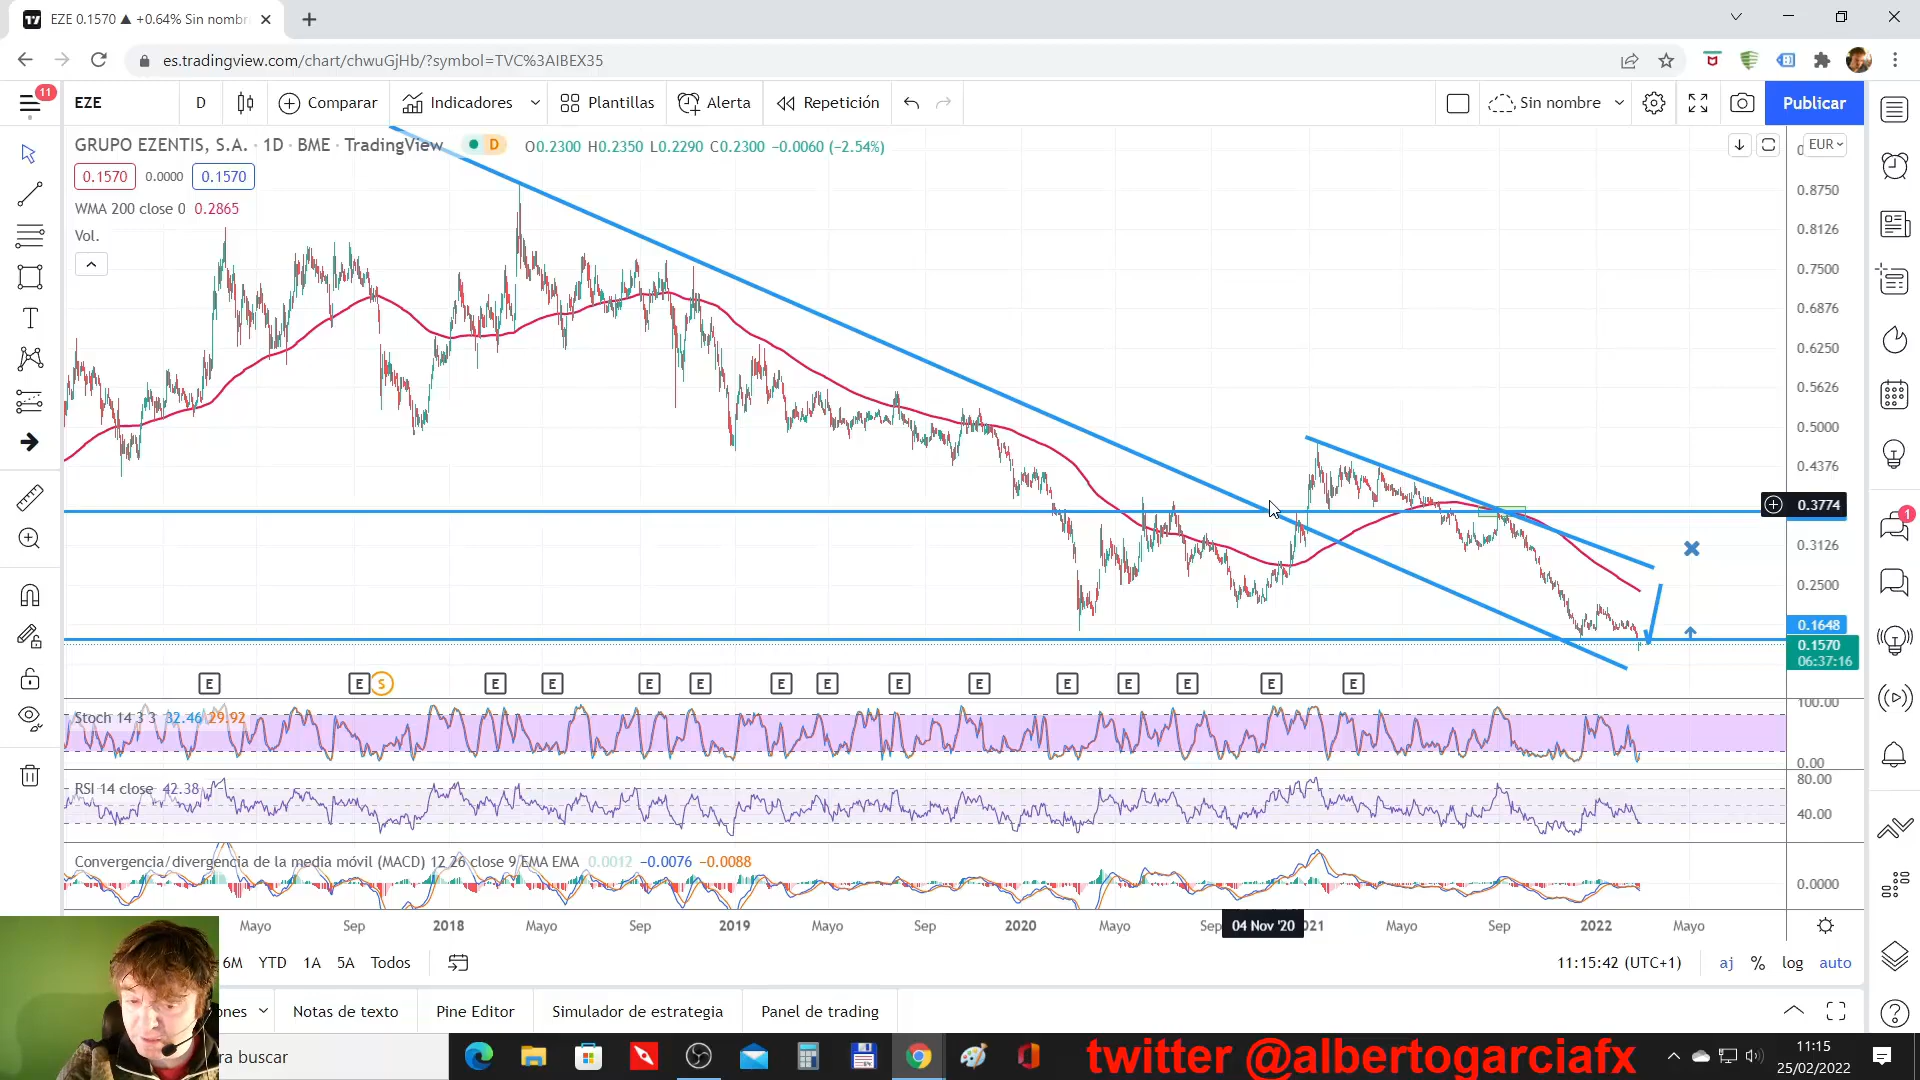 EZE 0.1570 ▲ +0.64% Sin nombr
es.tradingview.com/chart/chwuGjHb/?symbol=TVC%3AIBEX35
11
EZE
D
Comparar
Indicadores
Plantillas
Alerta
Repetición
Sin nombre
Publicar
GRUPO EZENTIS, S.A. · 1D · BME · TradingView
D
O0.2300 H0.2350 L0.2290 C0.2300 −0.0060 (−2.54%)
EUR
0.1570 0.0000 0.1570
WMA 200 close 0 0.2865
Vol.
0.8750
0.8126
0.7500
0.6876
0.6250
0.5626
0.5000
0.4376
0.3774
1
0.3126
0.2500
0.1648
0.1570
06:37:16
E E S E E E E E E E E E E E E E
Stoch 14 3 3 32.46 29.92
100.00
0.00
RSI 14 close 42.38
80.00
40.00
Convergencia/divergencia de la media móvil (MACD) 12 26 close 9 EMA EMA 0.0012 −0.0076 −0.0088
0.0000
Mayo Sep 2018 Mayo Sep 2019 Mayo Sep 2020 Mayo Sep 04 Nov '20 021 Mayo Sep 2022 Mayo
6M YTD 1A 5A Todos
11:15:42 (UTC+1) aj % log auto
ones Notas de texto Pine Editor Simulador de estrategia Panel de trading
ra buscar
twitter @albertogarciafx
11:15
25/02/2022